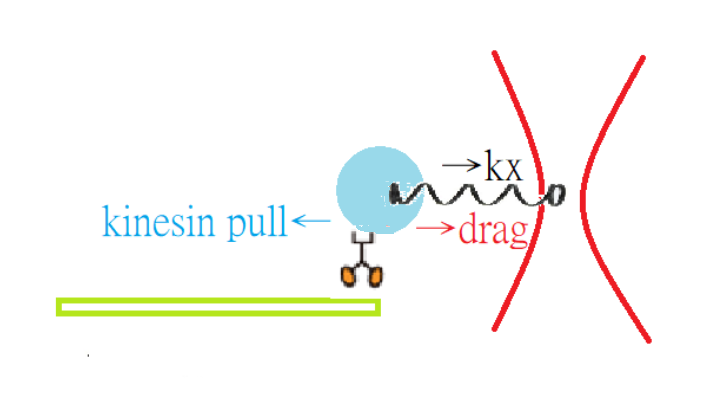 →kx
kinesin pull←
→drag